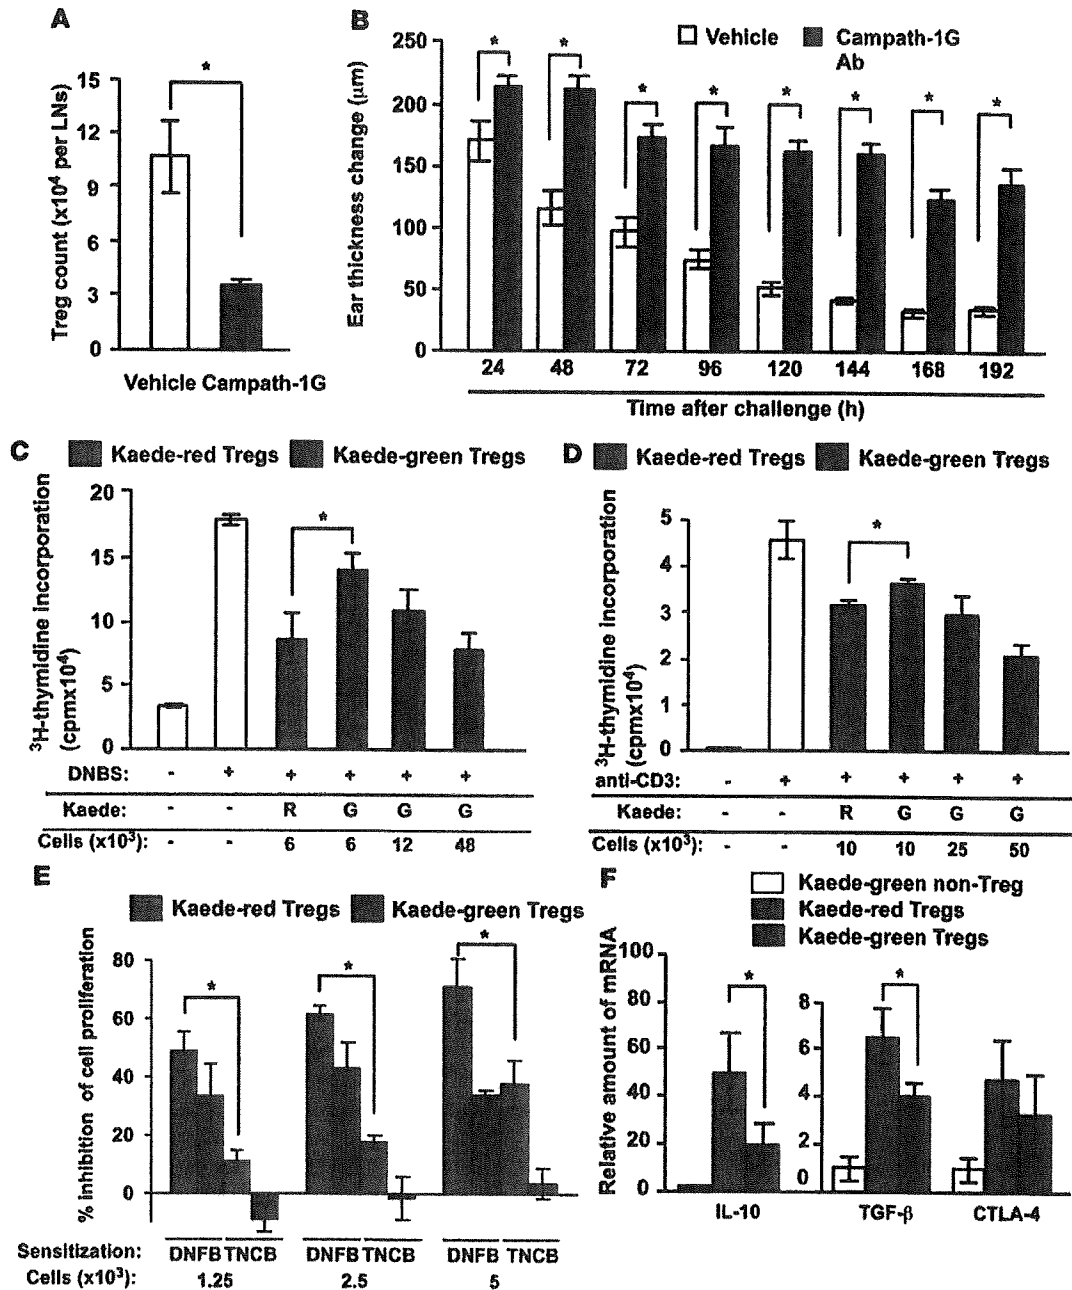 A
Treg count (x10⁴ per LNs)
15
12
9
6
3
0
*
Vehicle Campath-1G
B
Vehicle
Campath-1G
Ab
Ear thickness change (μm)
250
200
150
100
50
0
* * * * * * * *
24 48 72 96 120 144 168 192
Time after challenge (h)
C
Kaede-red Tregs
Kaede-green Tregs
³H-thymidine incorporation
(cpmx10⁴)
20
15
10
5
0
*
DNBS: - + + + + +
Kaede: - - R G G G
Cells (x10³): - - 6 6 12 48
D
Kaede-red Tregs
Kaede-green Tregs
³H-thymidine incorporation
(cpmx10⁴)
5
4
3
2
1
0
*
anti-CD3: - + + + + +
Kaede: - - R G G G
Cells (x10³): - - 10 10 25 50
E
Kaede-red Tregs
Kaede-green Tregs
% inhibition of cell proliferation
80
60
40
20
0
* * *
Sensitization: DNFB TNCB DNFB TNCB DNFB TNCB
Cells (x10³): 1.25 2.5 5
F
Kaede-green non-Treg
Kaede-red Tregs
Kaede-green Tregs
Relative amount of mRNA
100
80
60
40
20
0
*
8
6
4
2
0
*
IL-10 TGF-β CTLA-4